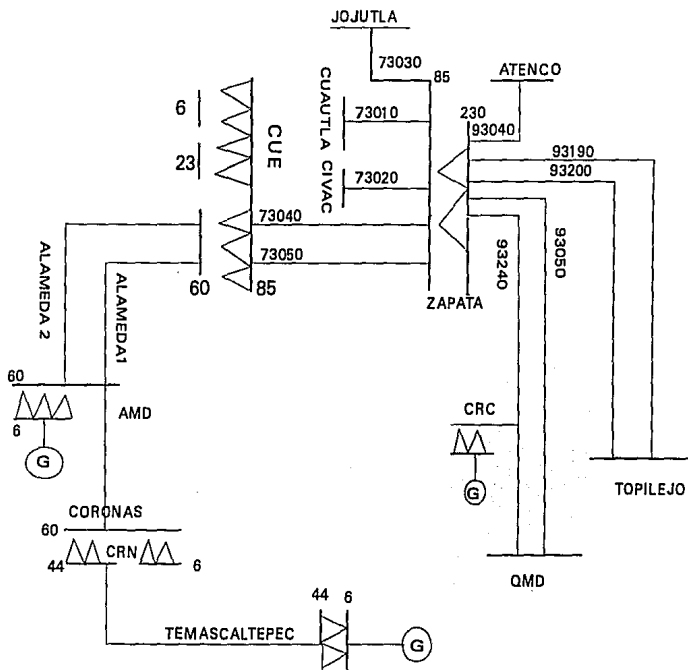 JOJUTLA
73030
85
ATENCO
230
93040
6
CUE
CUAUTLA CIVAC
73010
93190
93200
23
73020
73040
73050
60
85
ZAPATA
93240
93050
ALAMEDA 2
ALAMEDA1
60
6
AMD
G
CRC
G
TOPILEJO
CORONAS
60
CRN
44
6
QMD
44 6
TEMASCALTEPEC
G